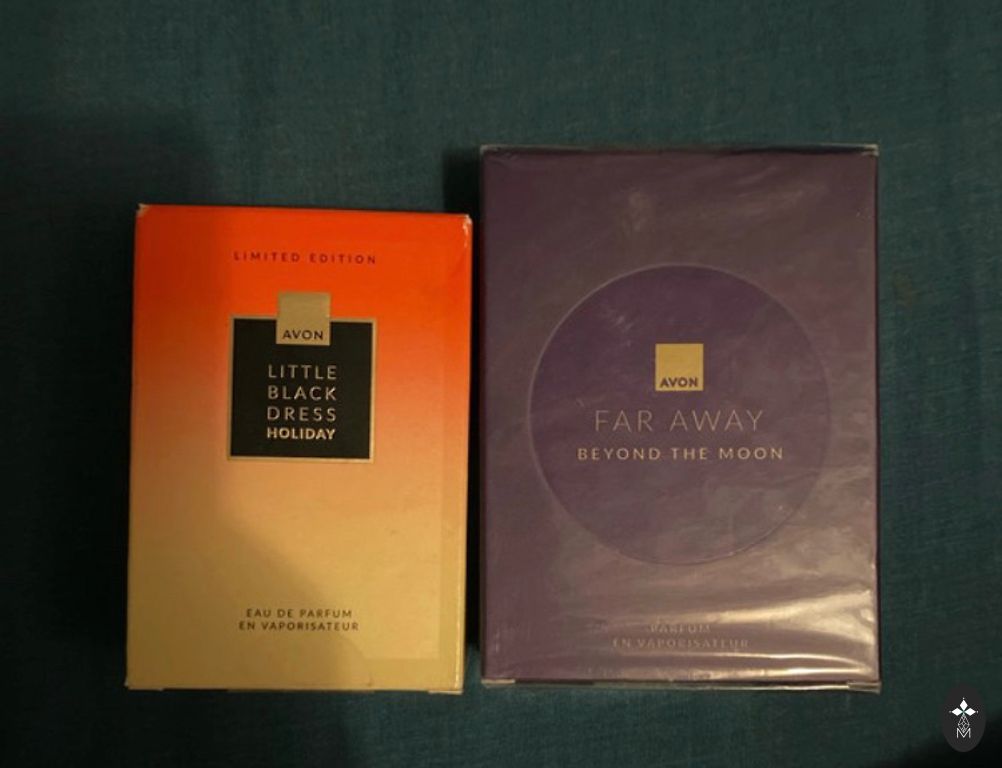 LIMITED EDITION
AVON
LITTLE
BLACK
DRESS
HOLIDAY
EAU DE PARFUM
EN VAPORISATEUR
AVON
FAR AWAY
BEYOND THE MOON
PARFUM
EN VAPORISATEUR
M